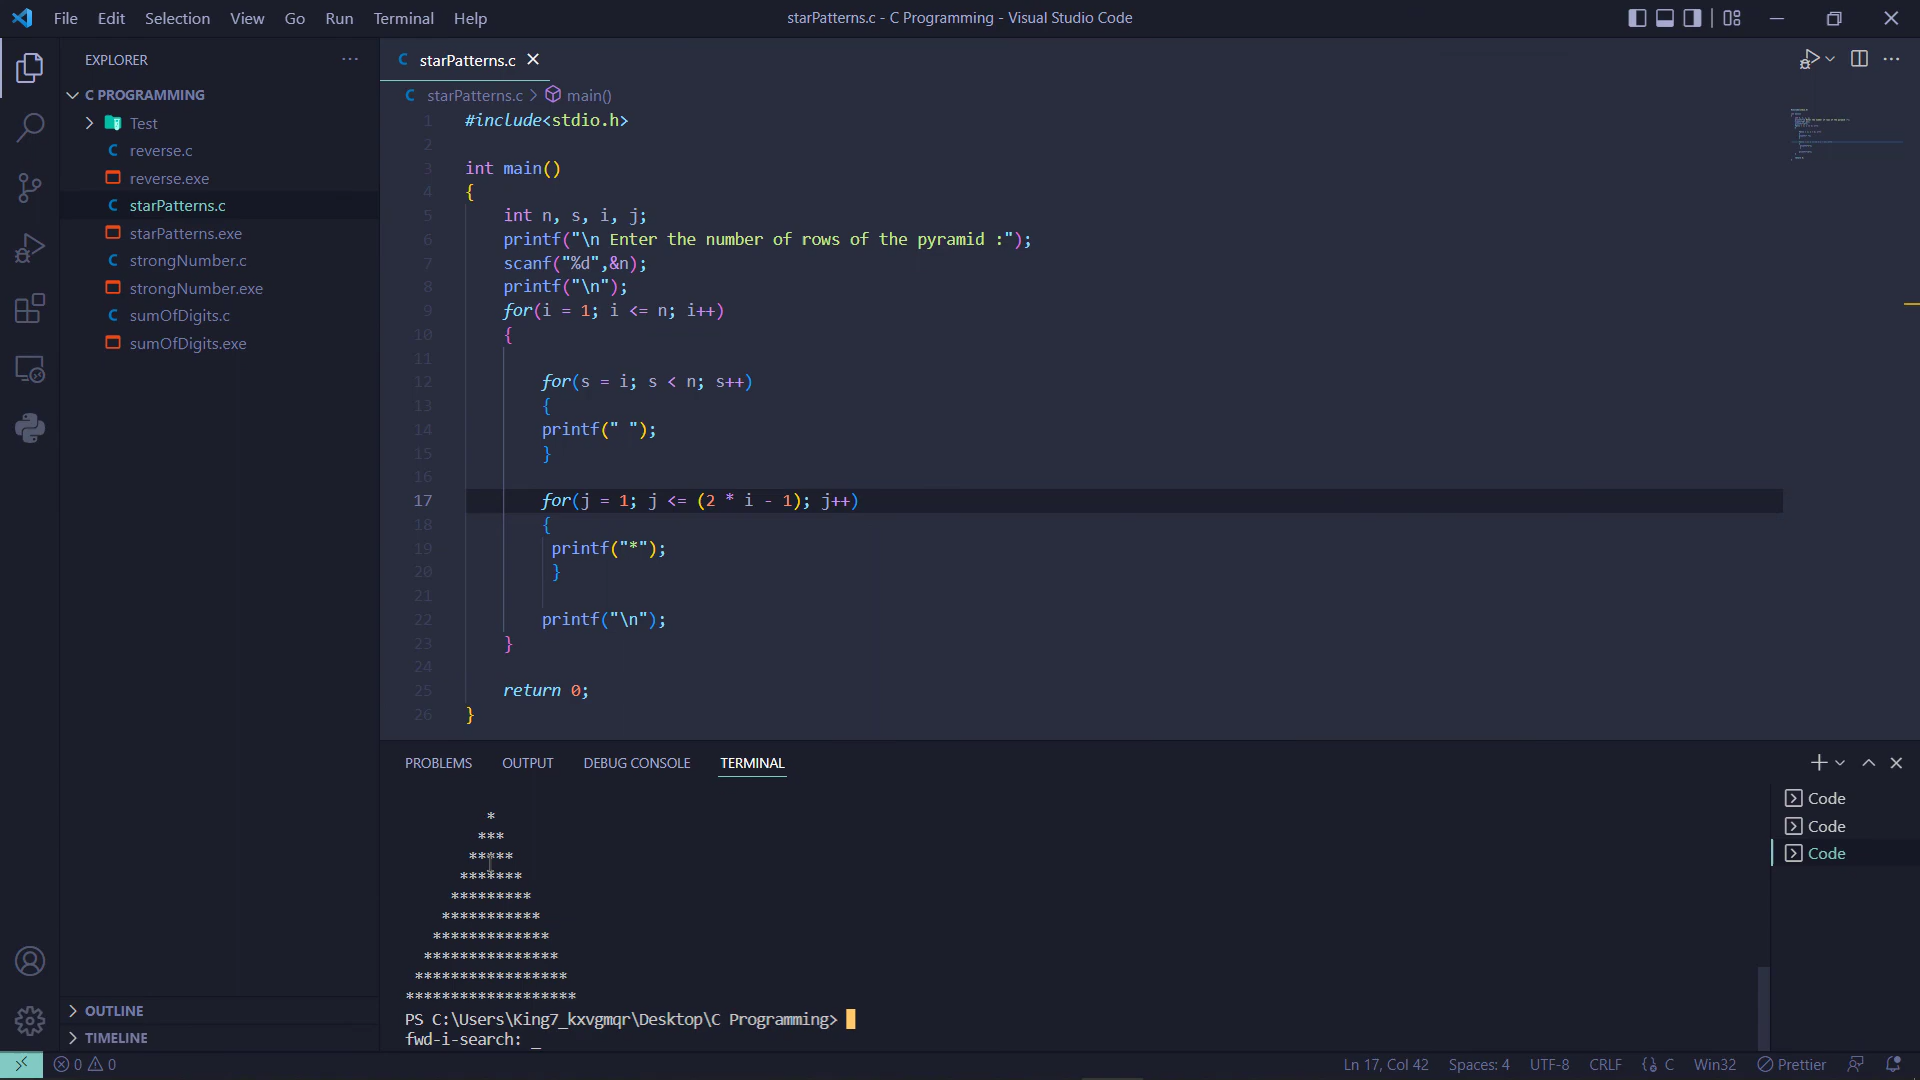 File Edit Selection View Go Run Terminal Help
starPatterns.c - C Programming - Visual Studio Code
EXPLORER
C PROGRAMMING
Test
reverse.c
reverse.exe
starPatterns.c
starPatterns.exe
strongNumber.c
strongNumber.exe
sumOfDigits.c
sumOfDigits.exe
OUTLINE
TIMELINE
C starPatterns.c
C starPatterns.c > main()
1 #include<stdio.h>
2
3 int main()
4 {
5 int n, s, i, j;
6 printf("\n Enter the number of rows of the pyramid :");
7 scanf("%d",&n);
8 printf("\n");
9 for(i = 1; i <= n; i++)
10 {
11
12 for(s = i; s < n; s++)
13 {
14 printf(" ");
15 }
16
17 for(j = 1; j <= (2 * i - 1); j++)
18 {
19 printf("*");
20 }
21
22 printf("\n");
23 }
24
25 return 0;
26 }
PROBLEMS OUTPUT DEBUG CONSOLE TERMINAL
*
***
*****
*******
*********
***********
*************
***************
*****************
*******************
PS C:\Users\King7_kxvgmqr\Desktop\C Programming>
fwd-i-search: _
Code
Code
Code
0 0
Ln 17, Col 42 Spaces: 4 UTF-8 CRLF {} C Win32 Prettier